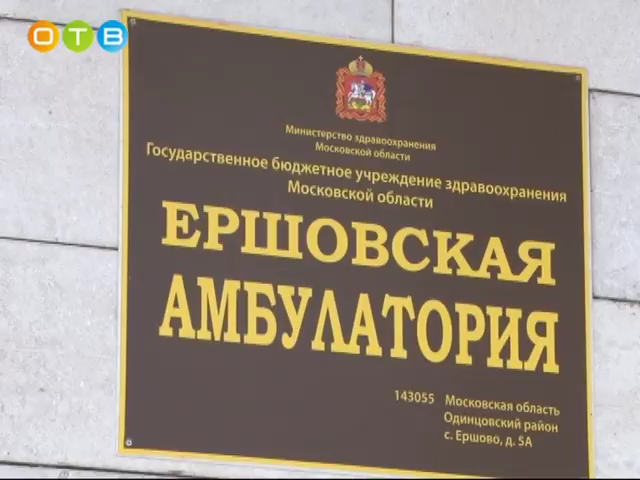 ОТВ
Министерство здравоохранения
Московской области
Государственное бюджетное учреждение здравоохранения
Московской области
ЕРШОВСКАЯ
АМБУЛАТОРИЯ
143055 Московская область
Одинцовский район
с. Ершово, д. 5А